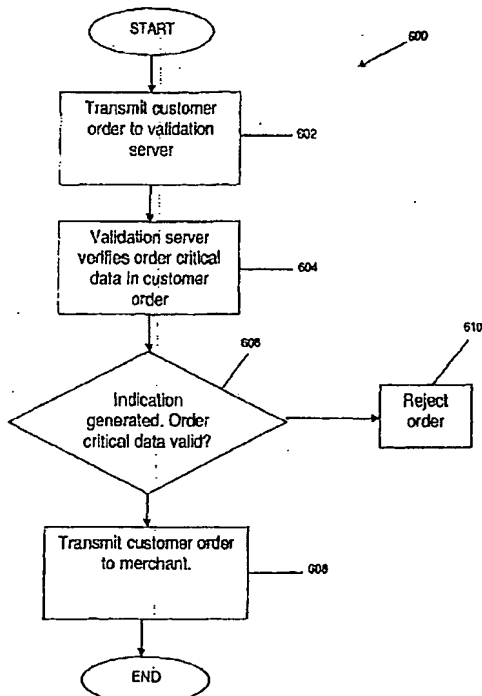 START
600
Transmit customer
order to validation
server
602
Validation server
verifies order critical
data in customer
order
604
606
Indication
generated. Order
critical data valid?
610
Reject
order
Transmit customer order
to merchant.
608
END